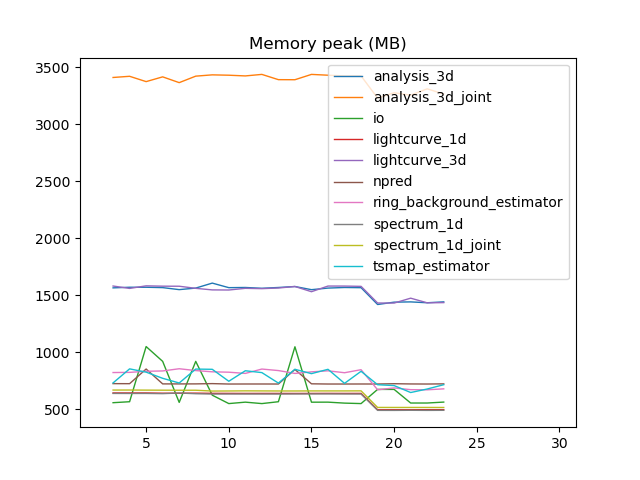 Memory peak (MB)
3500
3000
2500
2000
1500
1000
500
5
10
15
20
25
30
analysis_3d
analysis_3d_joint
io
lightcurve_1d
lightcurve_3d
npred
ring_background_estimator
spectrum_1d
spectrum_1d_joint
tsmap_estimator